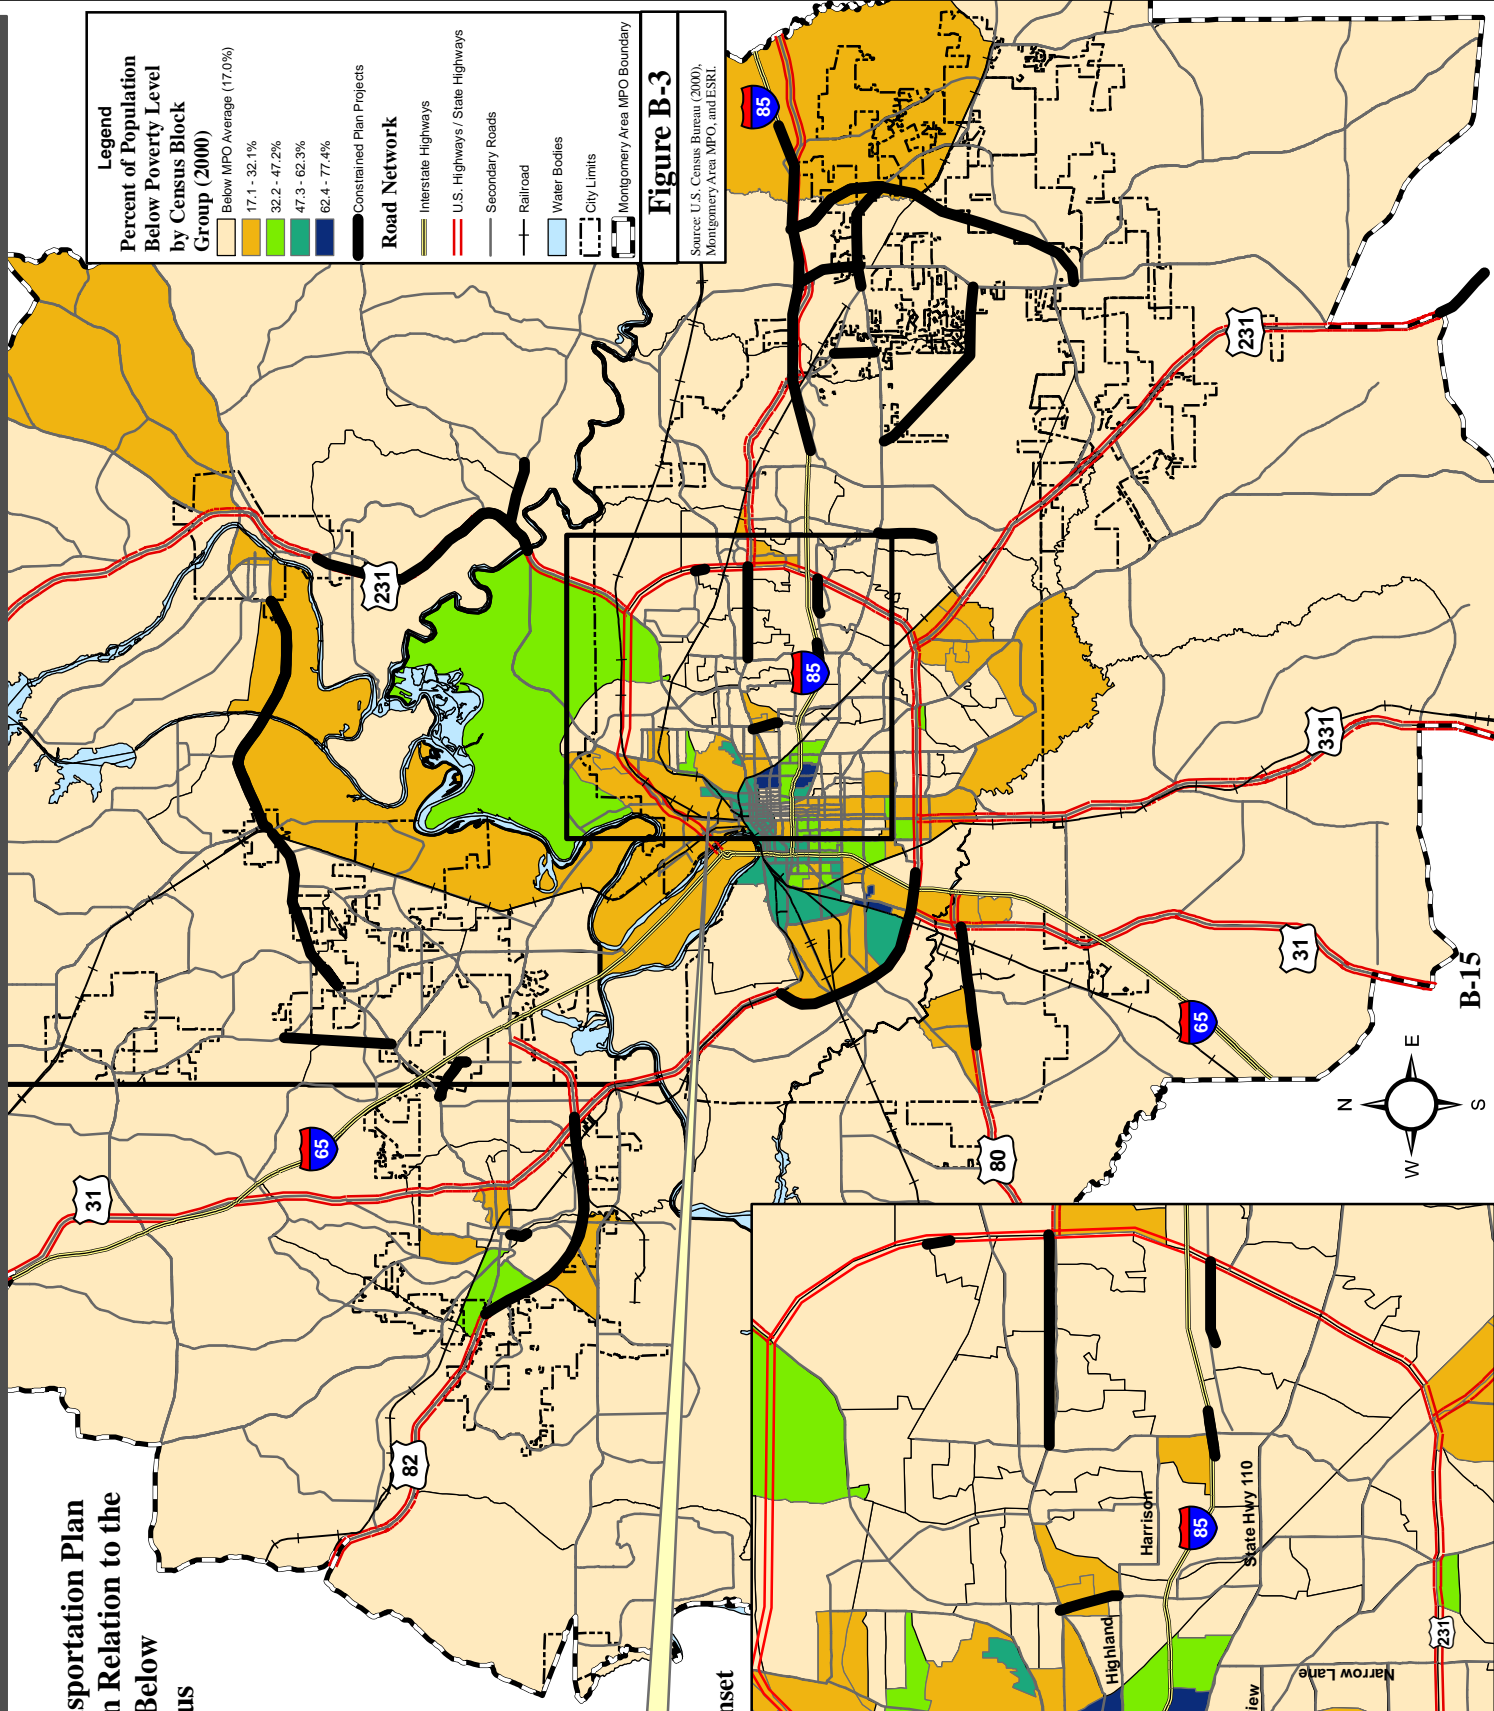 sportation Plan
n Relation to the
Below
us
Legend
Percent of Population
Below Poverty Level
by Census Block
Group (2000)
Below MPO Average (17.0%)
17.1 - 32.1%
32.2 - 47.2%
47.3 - 62.3%
62.4 - 77.4%
Constrained Plan Projects
Road Network
Interstate Highways
U.S. Highways / State Highways
Secondary Roads
Railroad
Water Bodies
City Limits
Montgomery Area MPO Boundary
Figure B-3
Source: U.S. Census Bureau (2000),
Montgomery Area MPO, and ESRI.
85
231
231
85
331
31
65
65
31
82
80
B-15
N
E
S
W
nset
Harrison
85
State Hwy 110
Highland
231
Narrow Lane
iew